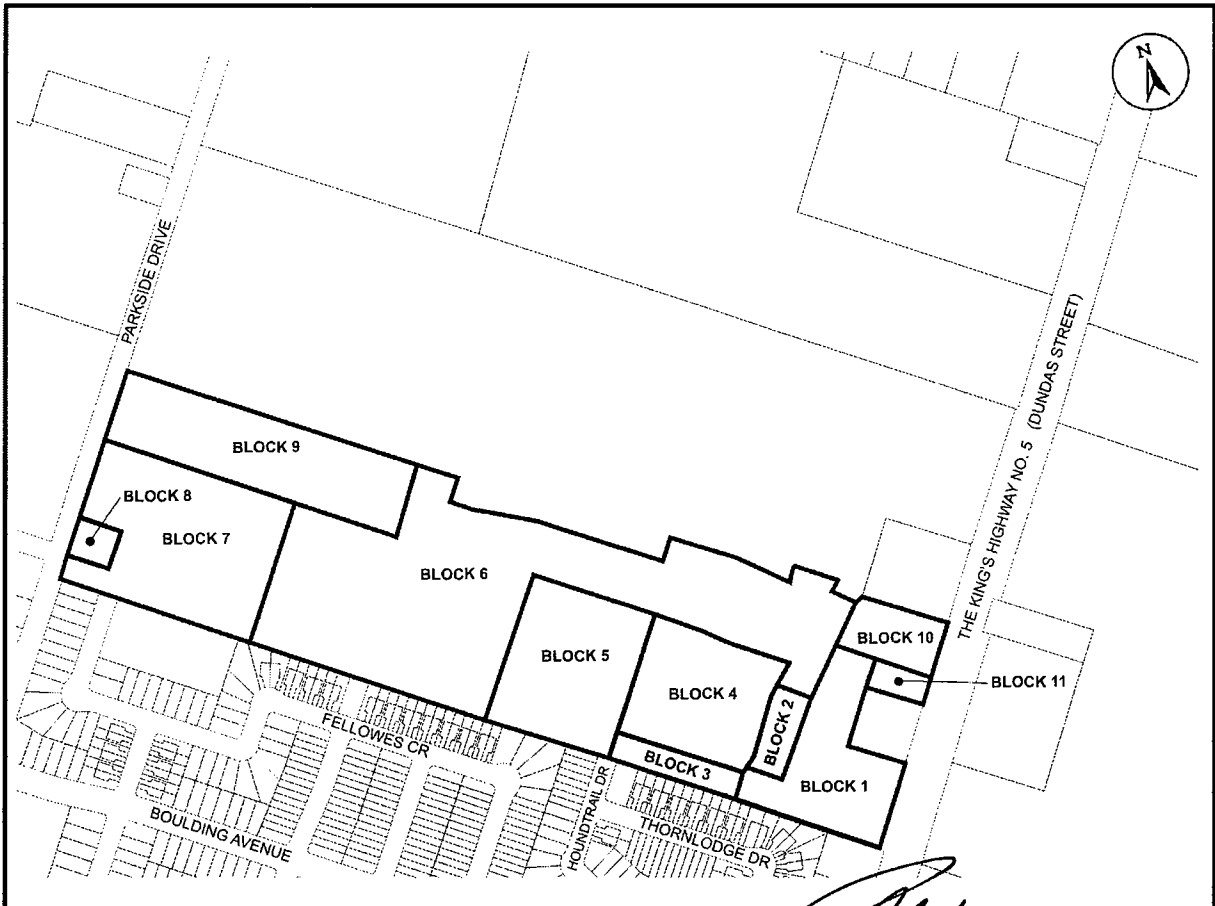 N
PARKSIDE DRIVE
THE KING'S HIGHWAY NO. 5 (DUNDAS STREET)
BLOCK 9
BLOCK 8
BLOCK 7
BLOCK 6
BLOCK 10
BLOCK 5
BLOCK 11
BLOCK 4
BLOCK 2
BLOCK 3
BLOCK 1
FELLOWES CR
HOUNDTRAIL DR
THORNLODGE DR
BOULDING AVENUE